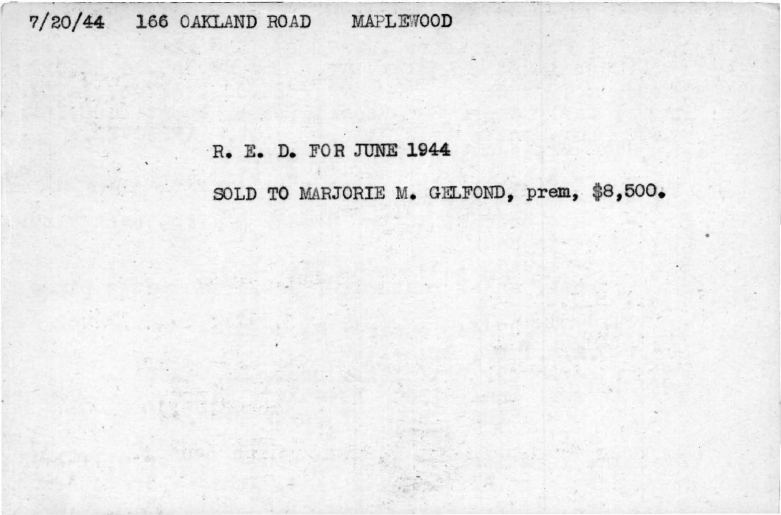 7/20/44 166 OAKLAND ROAD MAPLEWOOD
R. E. D. FOR JUNE 1944
SOLD TO MARJORIE M. GELFOND, prem, $8,500.